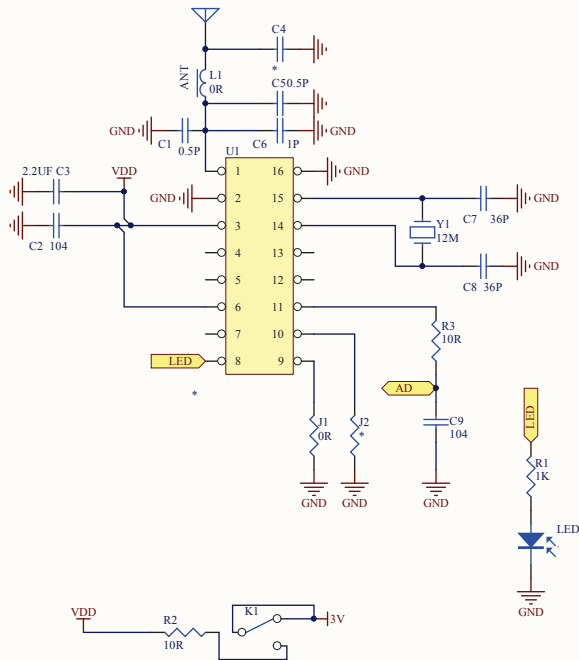 C4
*
ANT
L1
0R
C5 0.5P
GND
C1
0.5P
C6
1P
GND
U1
2.2UF C3
VDD
1
16
GND
GND
2
15
C7
36P
GND
3
14
Y1
12M
C2 104
4
13
5
12
C8 36P
GND
6
11
7
10
R3
10R
LED
8
9
*
AD
J1
0R
J2
*
C9
104
LED
R1
1K
GND
GND
GND
LED
GND
VDD
R2
10R
K1
3V